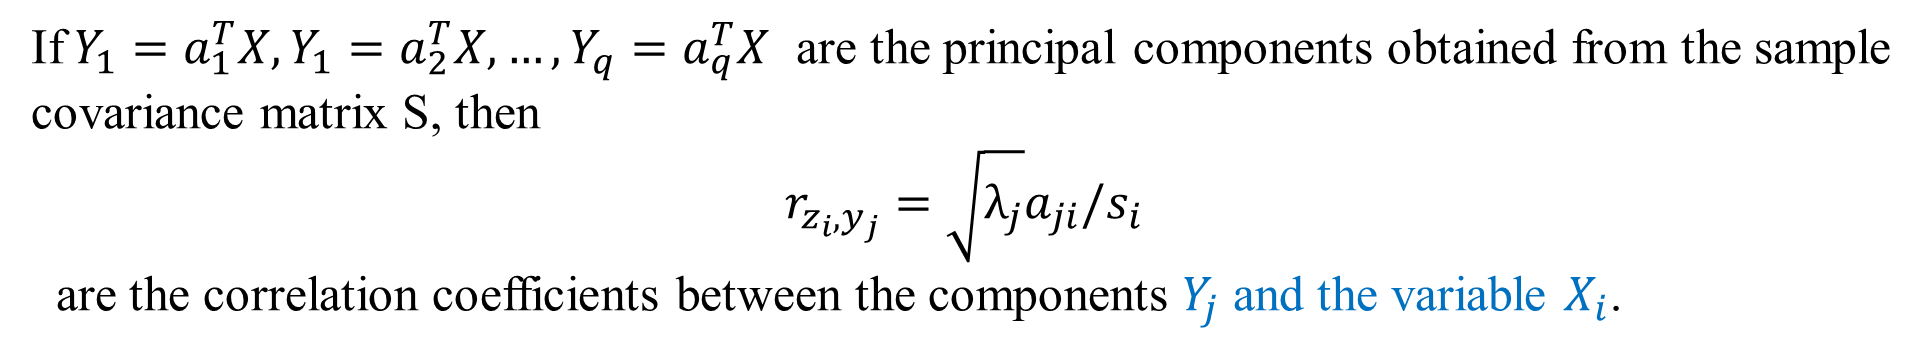 If Y₁ = a₁ᵀX, Y₁ = a₂ᵀX, …, Y_q = a_qᵀX are the principal components obtained from the sample
covariance matrix S, then
r_{z_i,y_j} = √λ_j a_{ji}/s_i
are the correlation coefficients between the components Y_j and the variable X_i.